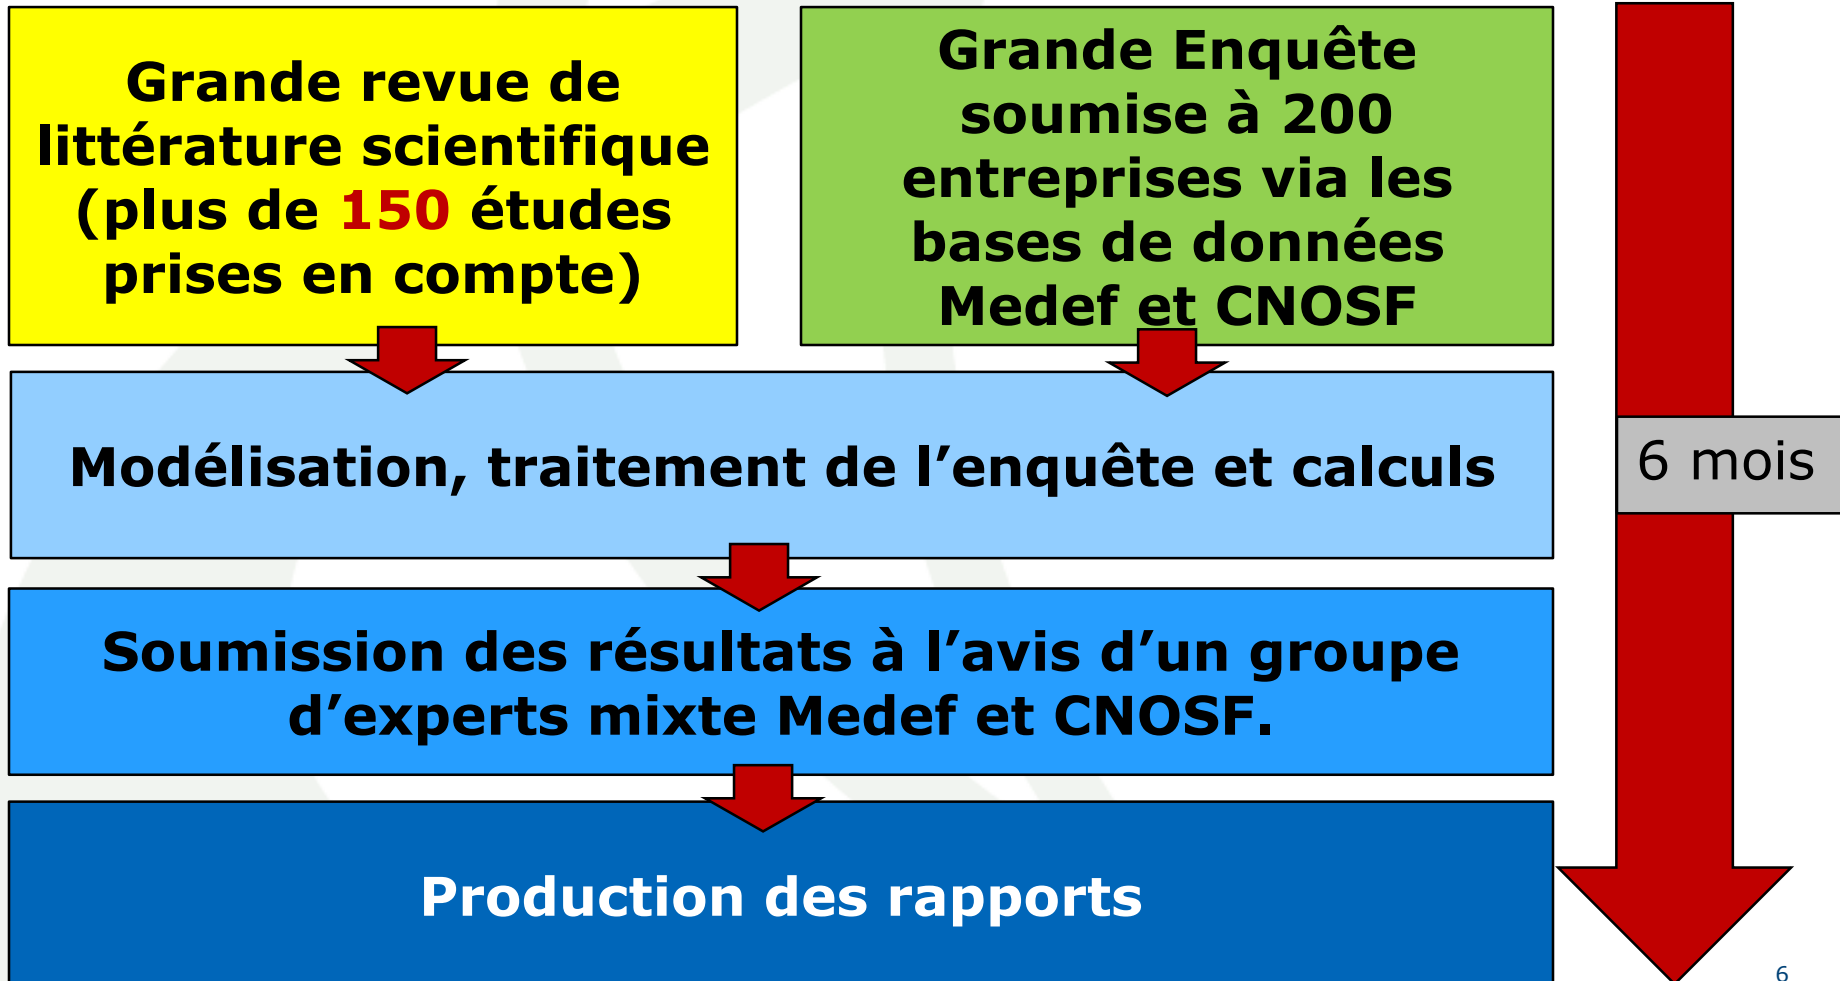 Grande revue de
littérature scientifique
(plus de 150 études
prises en compte)
Grande Enquête
soumise à 200
entreprises via les
bases de données
Medef et CNOSF
Modélisation, traitement de l’enquête et calculs
6 mois
Soumission des résultats à l’avis d’un groupe
d’experts mixte Medef et CNOSF.
Production des rapports
6